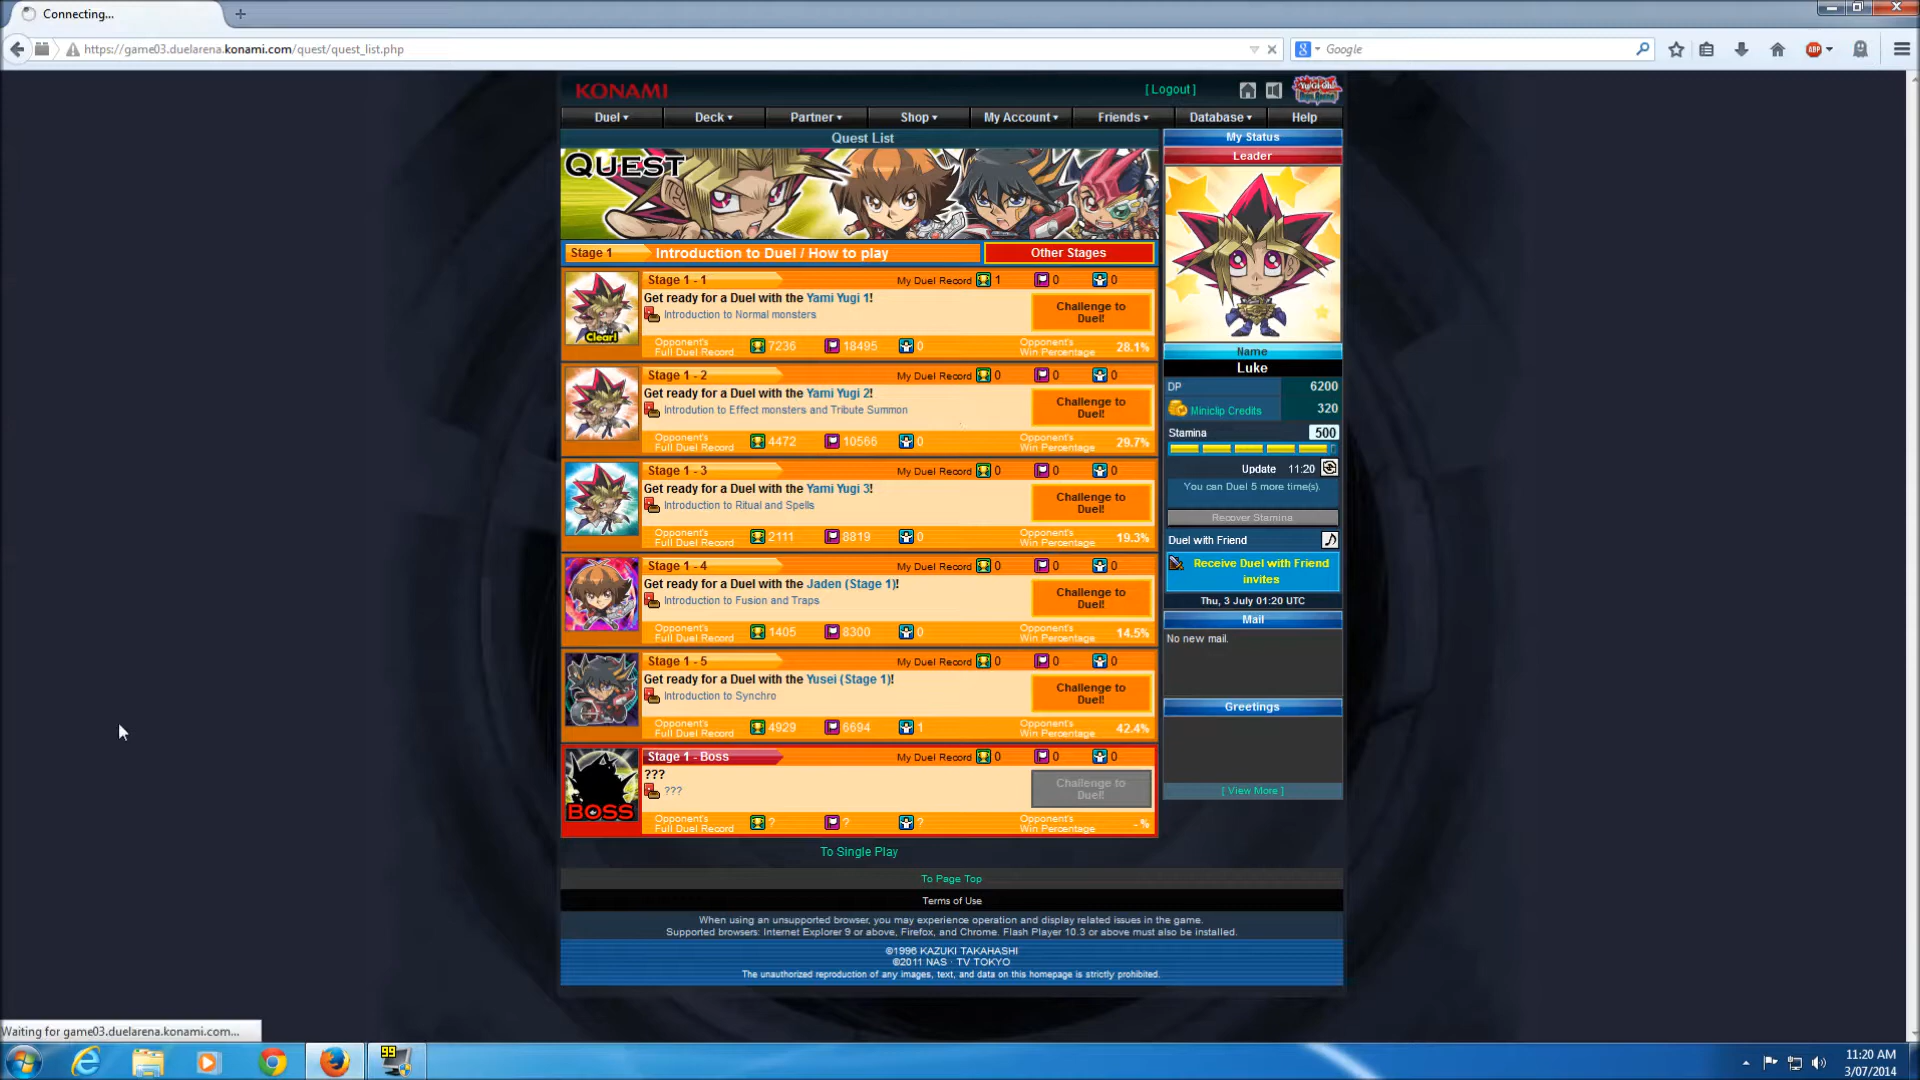 Connecting...
https://game03.duelarena.konami.com/quest/quest_list.php
Google
ABP
KONAMI
[ Logout ]
Yu-Gi-Oh!
Duel
Deck
Partner
Shop
My Account
Friends
Database
Help
Quest List
My Status
QUEST
Leader
Stage 1
Introduction to Duel / How to play
Other Stages
Stage 1 - 1
My Duel Record 1 0 0
Get ready for a Duel with the Yami Yugi 1!
Introduction to Normal monsters
Challenge to
Duel!
Clear!
Opponent's
Full Duel Record
7236 18495 0
Opponent's
Win Percentage
28.1%
Stage 1 - 2
My Duel Record 0 0 0
Get ready for a Duel with the Yami Yugi 2!
Introdution to Effect monsters and Tribute Summon
Challenge to
Duel!
Opponent's
Full Duel Record
4472 10566 0
Opponent's
Win Percentage
29.7%
Stage 1 - 3
My Duel Record 0 0 0
Get ready for a Duel with the Yami Yugi 3!
Introduction to Ritual and Spells
Challenge to
Duel!
Opponent's
Full Duel Record
2111 8819 0
Opponent's
Win Percentage
19.3%
Stage 1 - 4
My Duel Record 0 0 0
Get ready for a Duel with the Jaden (Stage 1)!
Introduction to Fusion and Traps
Challenge to
Duel!
Opponent's
Full Duel Record
1405 8300 0
Opponent's
Win Percentage
14.5%
Stage 1 - 5
My Duel Record 0 0 0
Get ready for a Duel with the Yusei (Stage 1)!
Introduction to Synchro
Challenge to
Duel!
Opponent's
Full Duel Record
4929 6694 1
Opponent's
Win Percentage
42.4%
Stage 1 - Boss
My Duel Record 0 0 0
???
???
Challenge to
Duel!
BOSS
Opponent's
Full Duel Record
? ? ?
Opponent's
Win Percentage
- %
Name
Luke
DP 6200
Miniclip Credits 320
Stamina 500
Update 11:20
You can Duel 5 more time(s).
Recover Stamina
Duel with Friend
Receive Duel with Friend
invites
Thu, 3 July 01:20 UTC
Mail
No new mail.
Greetings
[ View More ]
To Single Play
To Page Top
Terms of Use
When using an unsupported browser, you may experience operation and display related issues in the game.
Supported browsers: Internet Explorer 9 or above, Firefox, and Chrome. Flash Player 10.3 or above must also be installed.
©1996 KAZUKI TAKAHASHI
©2011 NAS · TV TOKYO
The unauthorized reproduction of any images, text, and data on this homepage is strictly prohibited.
Waiting for game03.duelarena.konami.com...
99
11:20 AM
3/07/2014